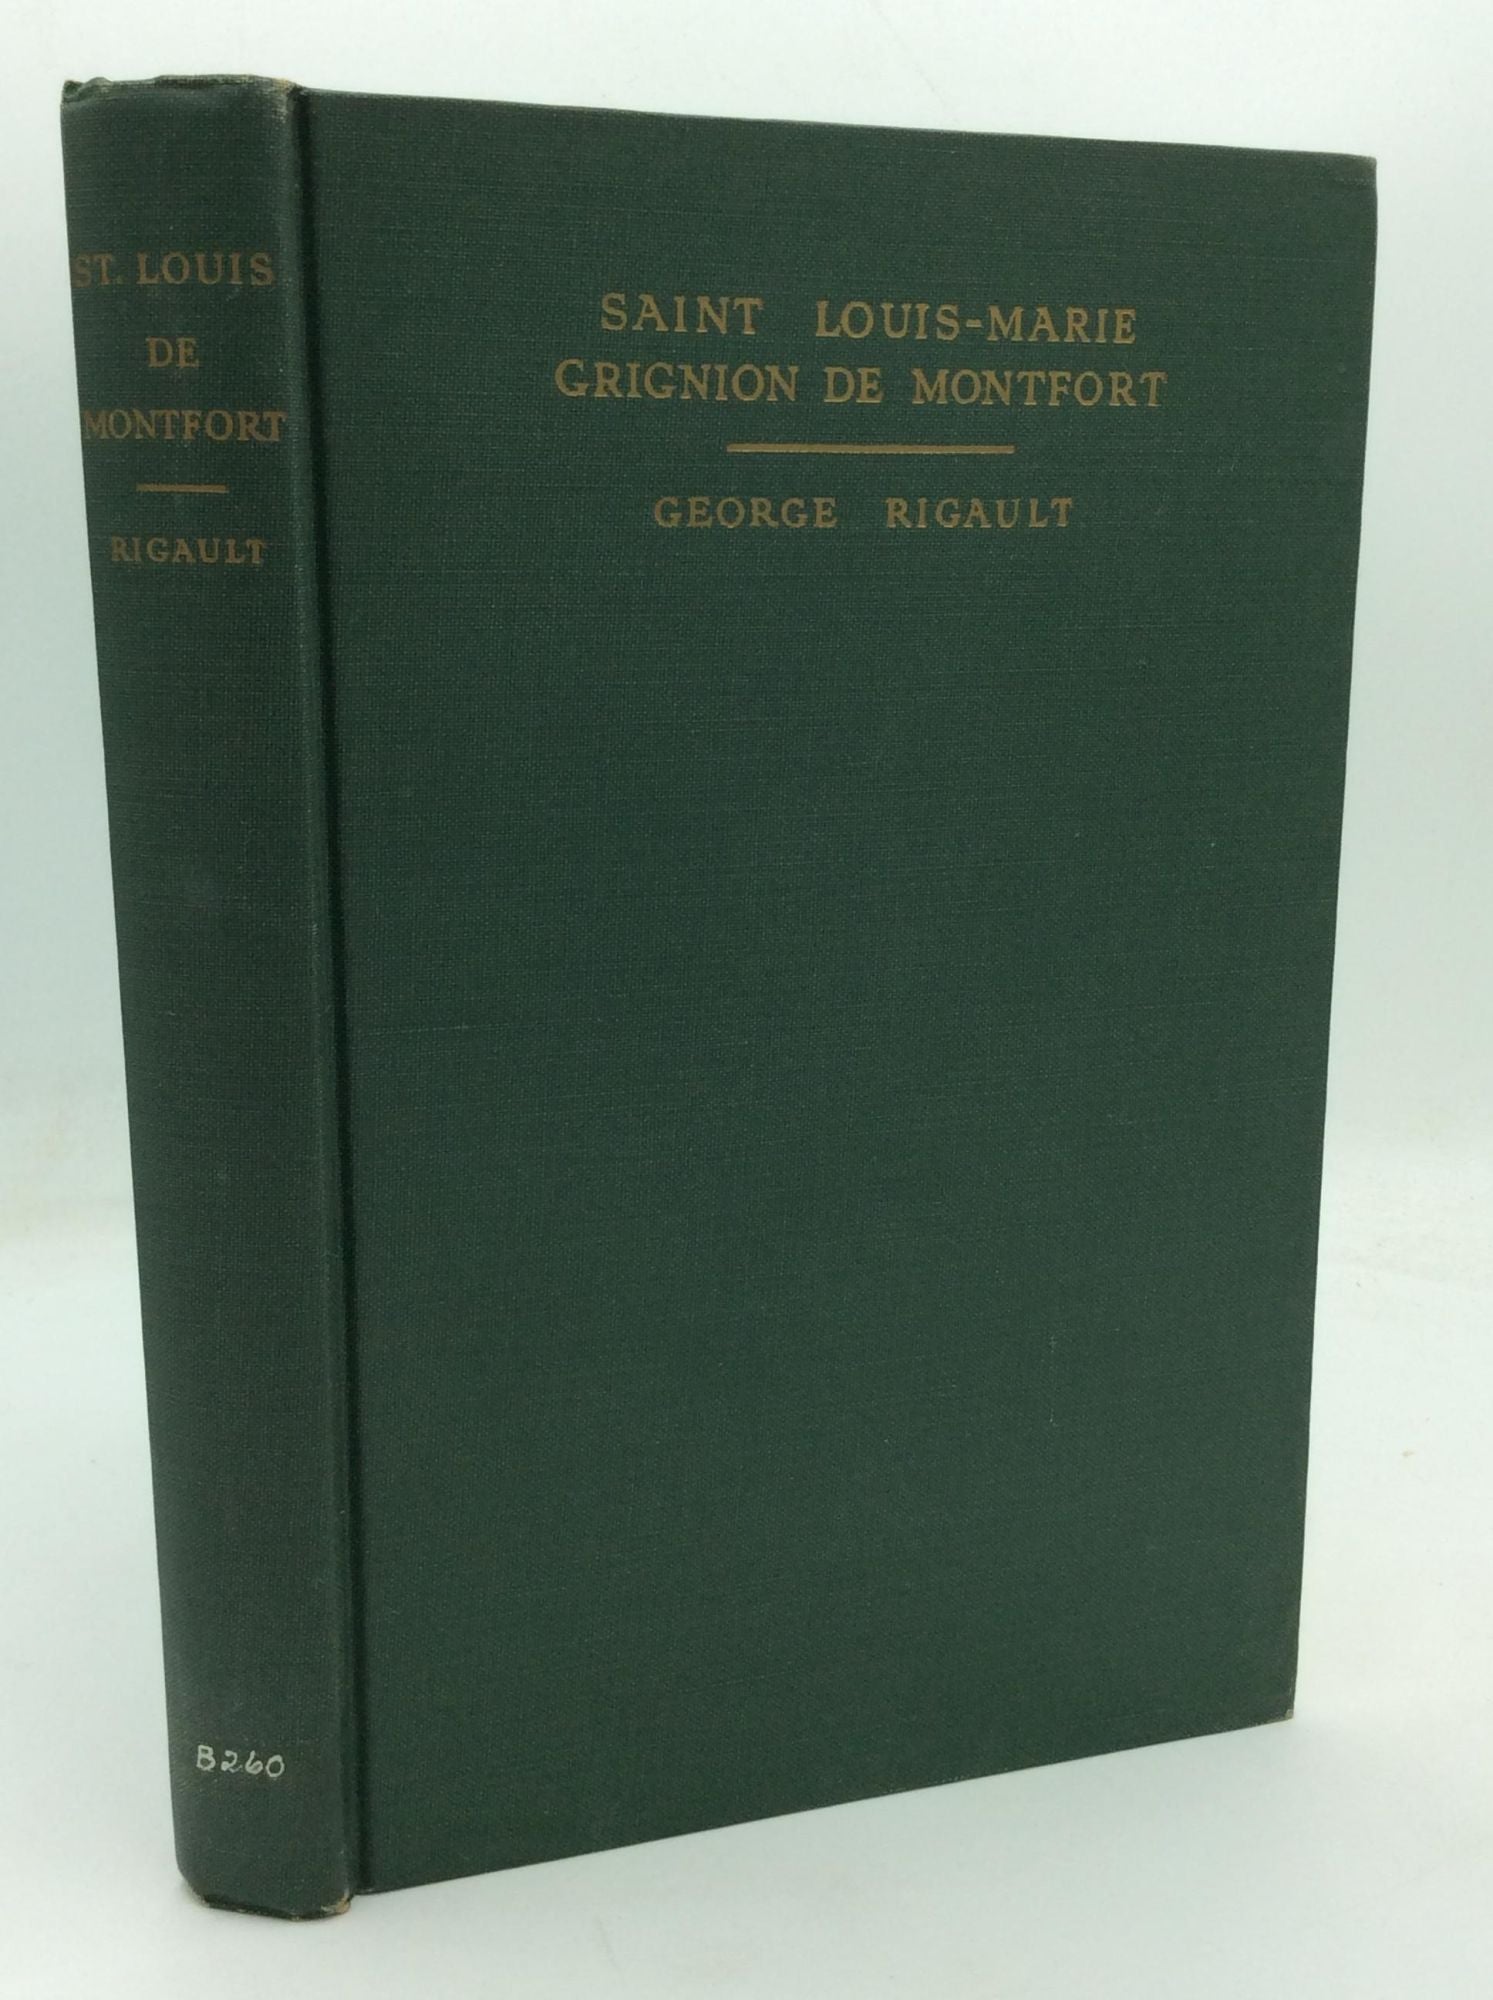 ST. LOUIS
DE
MONTFORT
RIGAULT
B260
SAINT LOUIS-MARIE
GRIGNION DE MONTFORT
GEORGE RIGAULT